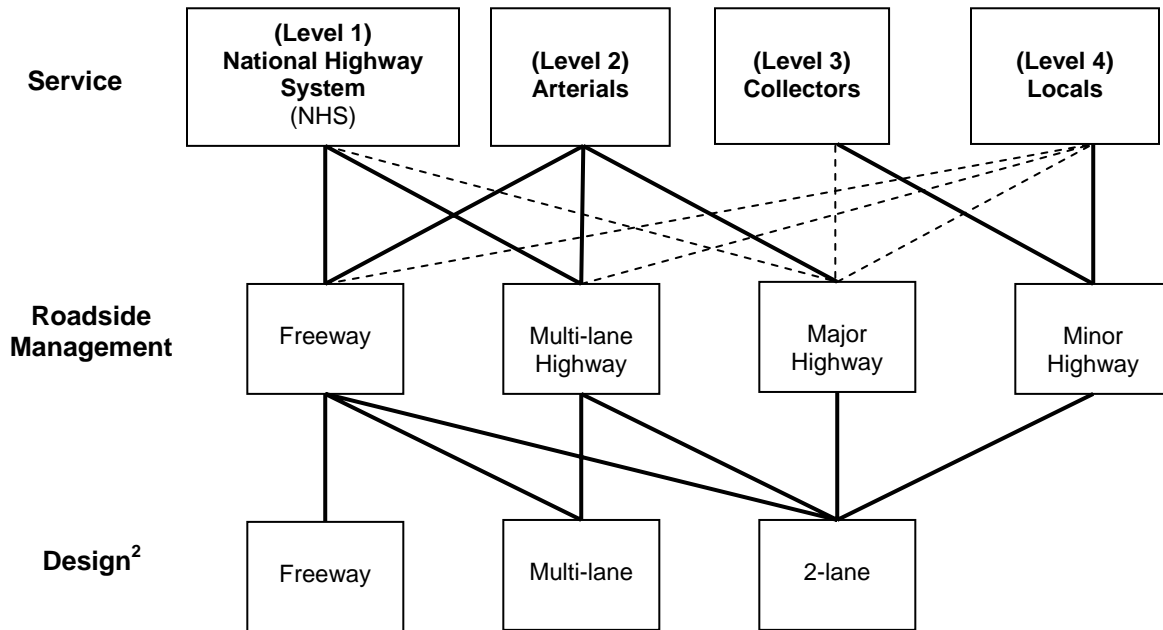 Service
(Level 1)
National Highway
System
(NHS)
(Level 2)
Arterials
(Level 3)
Collectors
(Level 4)
Locals
Roadside
Management
Freeway
Multi-lane
Highway
Major
Highway
Minor
Highway
Design²
Freeway
Multi-lane
2-lane